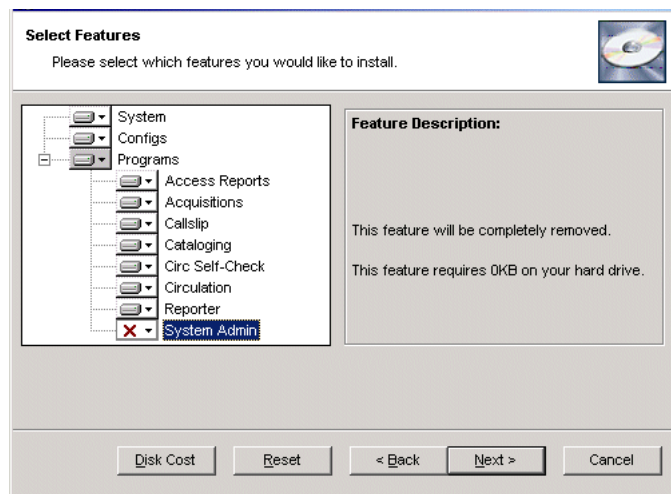 Select Features
Please select which features you would like to install.
System
Configs
Programs
Access Reports
Acquisitions
Callslip
Cataloging
Circ Self-Check
Circulation
Reporter
System Admin
Feature Description:
This feature will be completely removed.
This feature requires 0KB on your hard drive.
Disk Cost
Reset
< Back
Next >
Cancel